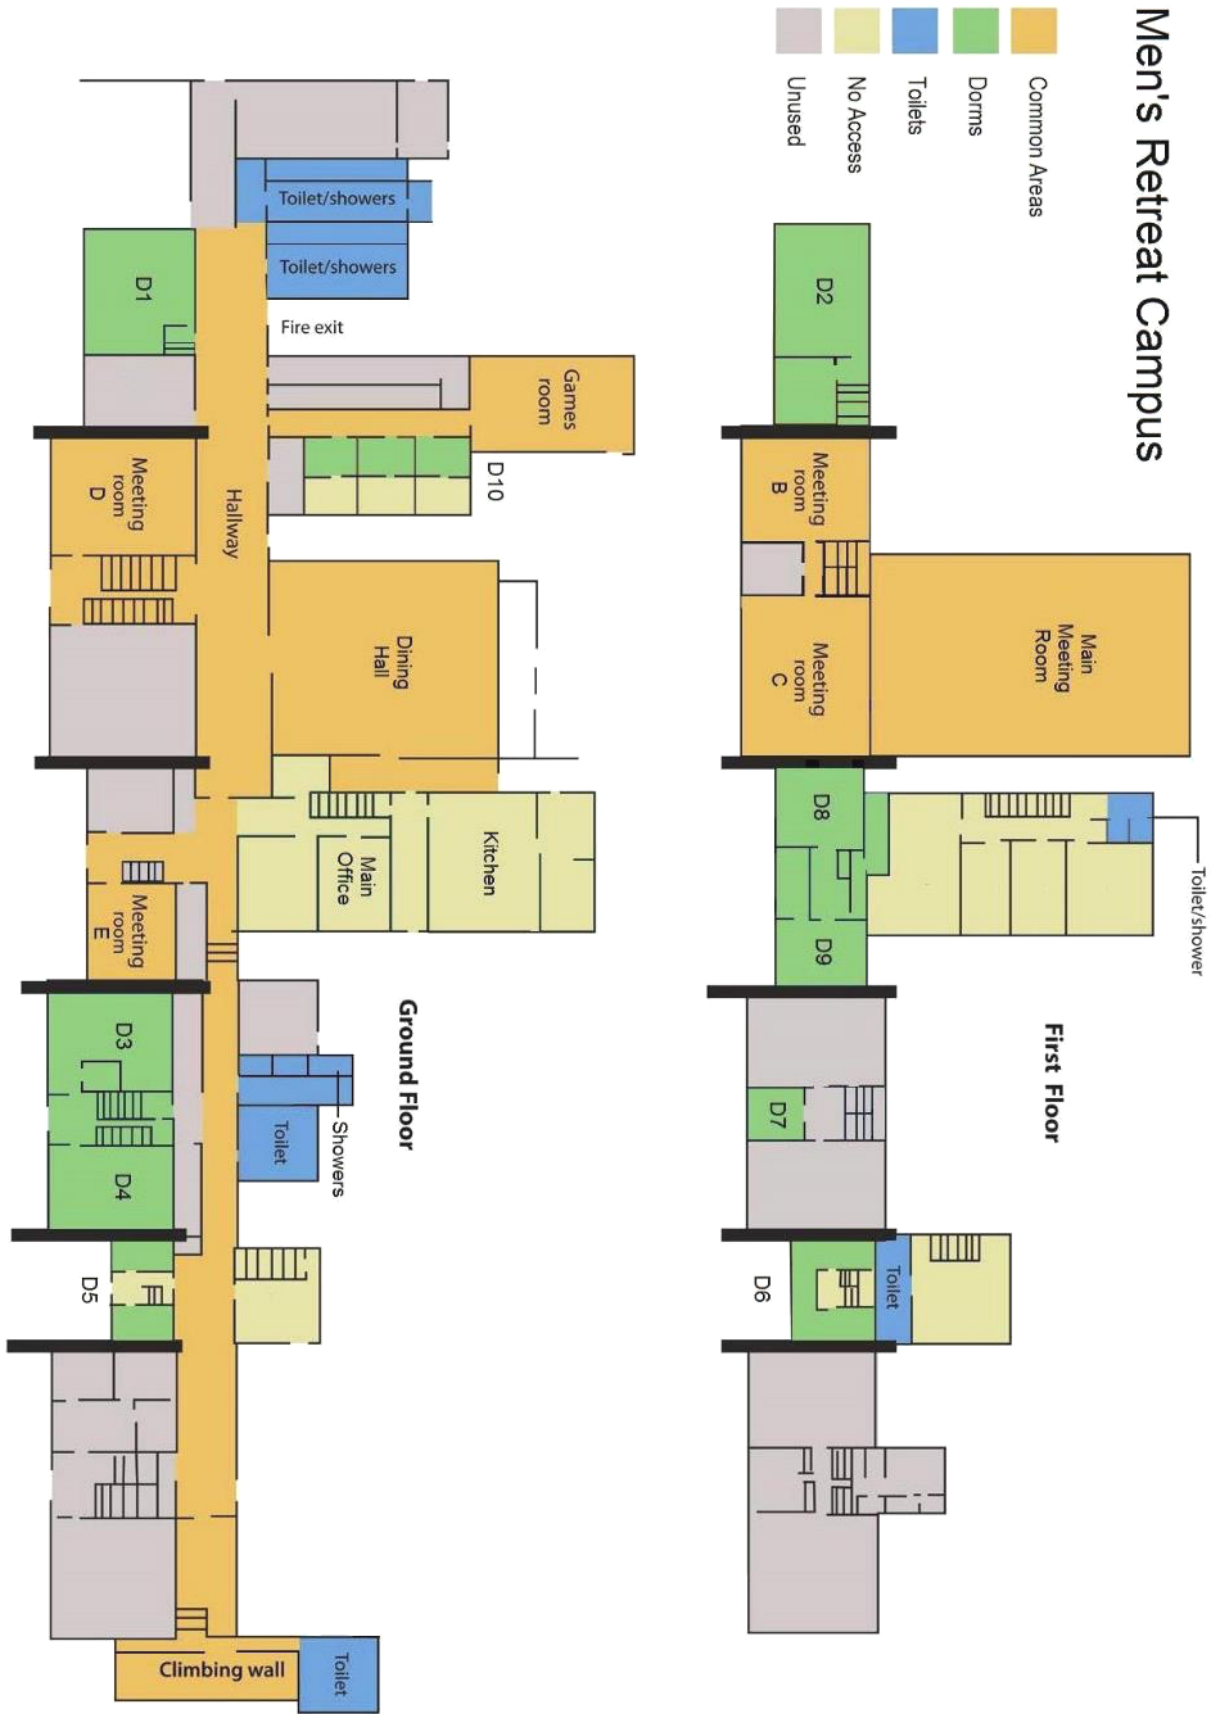 Men's Retreat Campus
Common Areas
Dorms
Toilets
No Access
Unused
D2
Meeting
room
B
Main
Meeting
Room
Meeting
room
C
D8
Toilet/shower
D9
First Floor
D7
D6
Toilet
Toilet/showers
Toilet/showers
D1
Fire exit
Games
room
D10
Meeting
room
D
Hallway
Dining
Hall
Kitchen
Main
Office
Meeting
room
E
Ground Floor
D3
Showers
Toilet
D4
D5
Climbing wall
Toilet